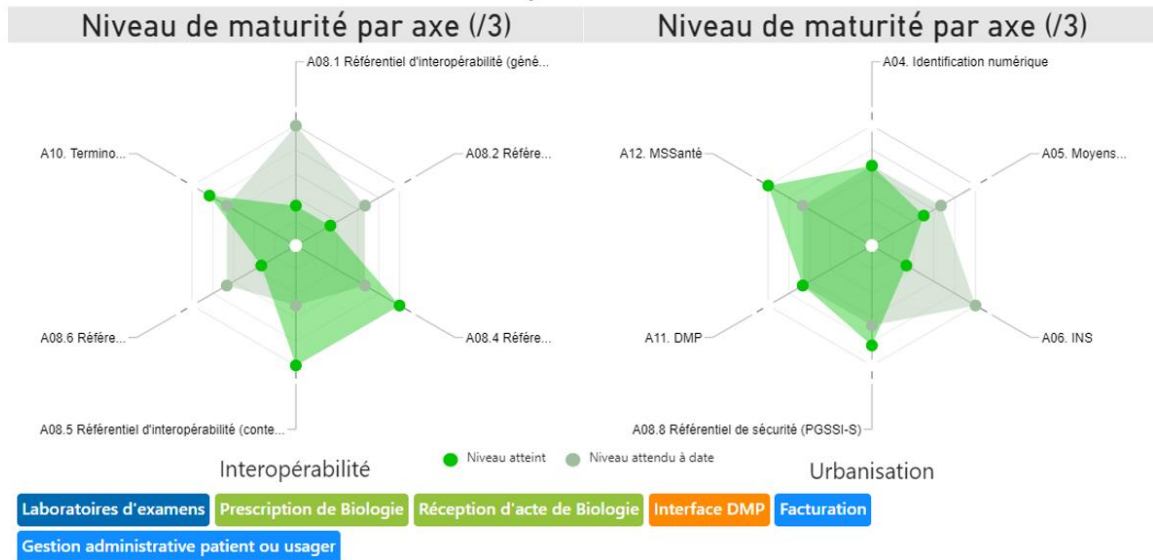 Niveau de maturité par axe (/3)
Niveau de maturité par axe (/3)
A08.1 Référentiel d'interopérabilité (géné...
A10. Termino...
A08.2 Référe...
A08.6 Référe...
A08.4 Référe...
A08.5 Référentiel d'interopérabilité (conte...
A04. Identification numérique
A12. MSSanté
A05. Moyens...
A11. DMP
A06. INS
A08.8 Référentiel de sécurité (PGSSI-S)
Interopérabilité
Niveau atteint
Niveau attendu à date
Urbanisation
Laboratoires d'examens
Prescription de Biologie
Réception d'acte de Biologie
Interface DMP
Facturation
Gestion administrative patient ou usager